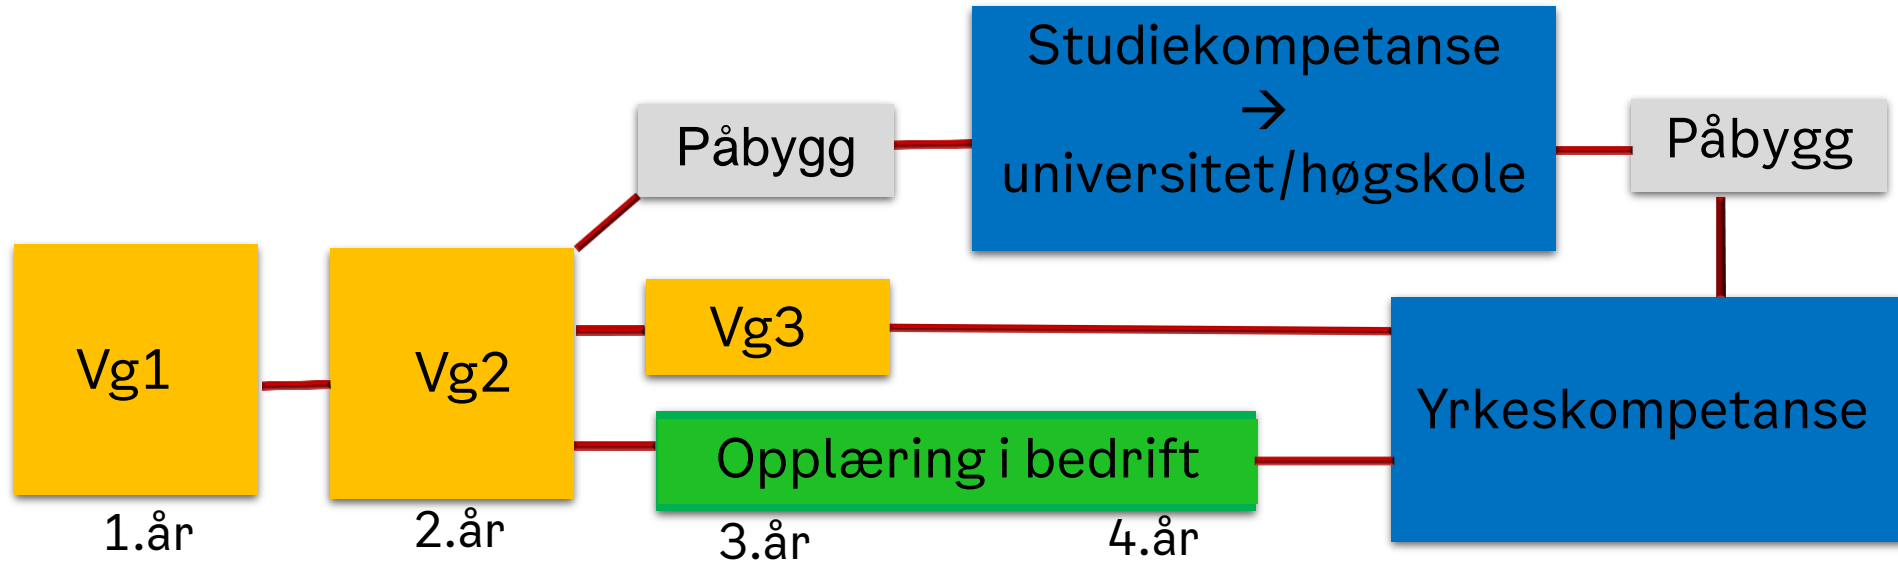 Studiekompetanse
→
universitet/høgskole
Påbygg
Påbygg
Vg1
Vg2
Vg3
Yrkeskompetanse
Opplæring i bedrift
1.år
2.år
3.år
4.år